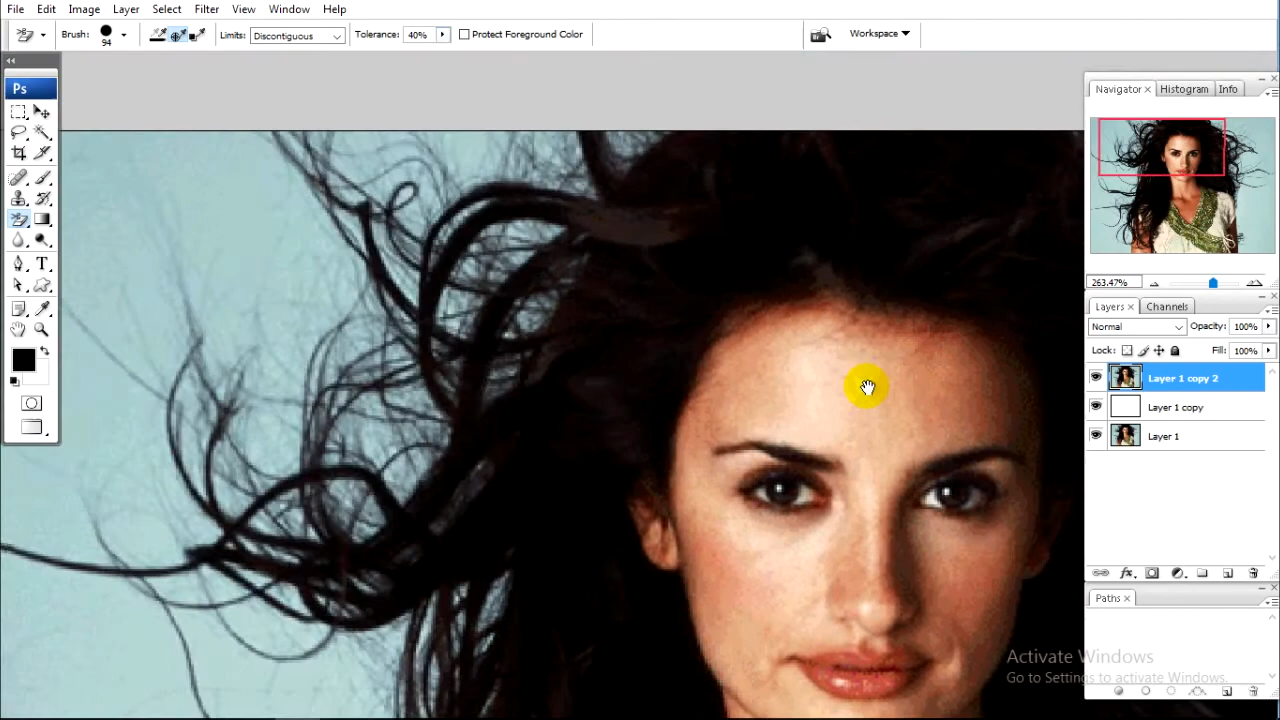 File Edit Image Layer Select Filter View Window Help
Brush: 94 Limits: Discontiguous Tolerance: 40% Protect Foreground Color Workspace
Ps
Navigator Histogram Info
263.47%
Layers Channels
Normal Opacity: 100%
Lock: Fill: 100%
Layer 1 copy 2
Layer 1 copy
Layer 1
fx
Paths
Activate Windows
Go to Settings to activate Windows.